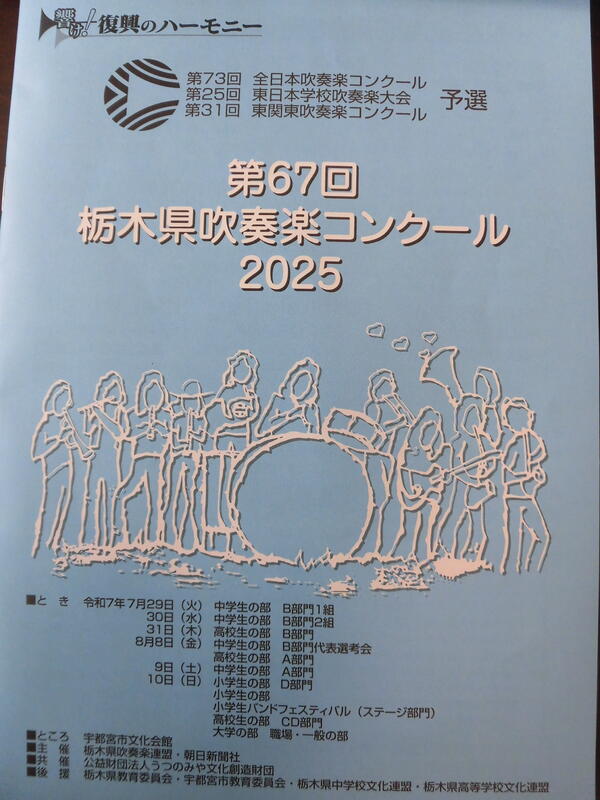 響け!復興のハーモニー
第73回 全日本吹奏楽コンクール
第25回 東日本学校吹奏楽大会 予選
第31回 東関東吹奏楽コンクール
第67回
栃木県吹奏楽コンクール
2025
■と き 令和7年7月29日(火) 中学生の部 B部門1組
30日(水) 中学生の部 B部門2組
31日(木) 高校生の部 B部門
8月8日(金) 中学生の部 B部門代表選考会
高校生の部 A部門
9日(土) 中学生の部 A部門
10日(日) 小学生の部 D部門
小学生の部
小学生バンドフェスティバル(ステージ部門)
高校生の部 CD部門
大学の部 職場・一般の部
■ところ 宇都宮市文化会館
■主 催 栃木県吹奏楽連盟・朝日新聞社
■共 催 公益財団法人うつのみや文化創造財団
■後 援 栃木県教育委員会・宇都宮市教育委員会・栃木県中学校文化連盟・栃木県高等学校文化連盟